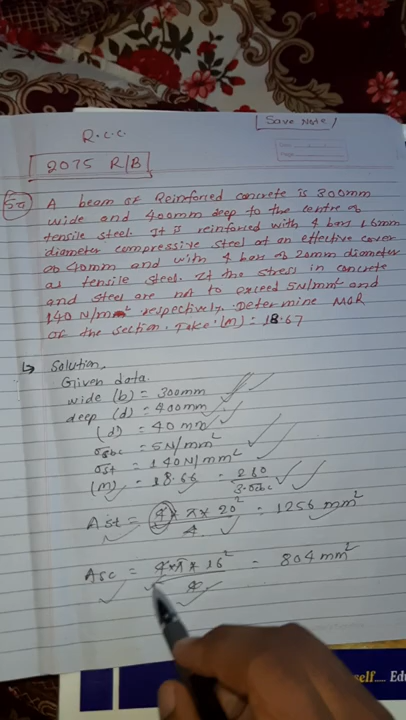 Save Note
R.C.C.
2075 R/B
A beam of Reinforced concrete is 300mm
wide and 400mm deep to the centre of
tensile steel. It is reinforced with 4 bars 16mm
diameter compressive steel at an effective cover
of 40mm and with 4 bars of 20mm diameter
as tensile steel. If the stress in concrete
and steel are not to exceed 5N/mm² and
140 N/mm² respectively. Determine MOR
of the section. Take (m) = 18.67
↳ Solution,
Given data.
wide (b) = 300mm
deep (d) = 400mm
(d) = 40 mm
σcbc = 5 N/mm²
σst = 140 N/mm²
(m) = 18.66 = 280/3·σcbc
Ast = 4 * π * 20²/4 = 1256 mm²
Asc = 4 * π * 16²/4 = 804 mm²
self..... Edu